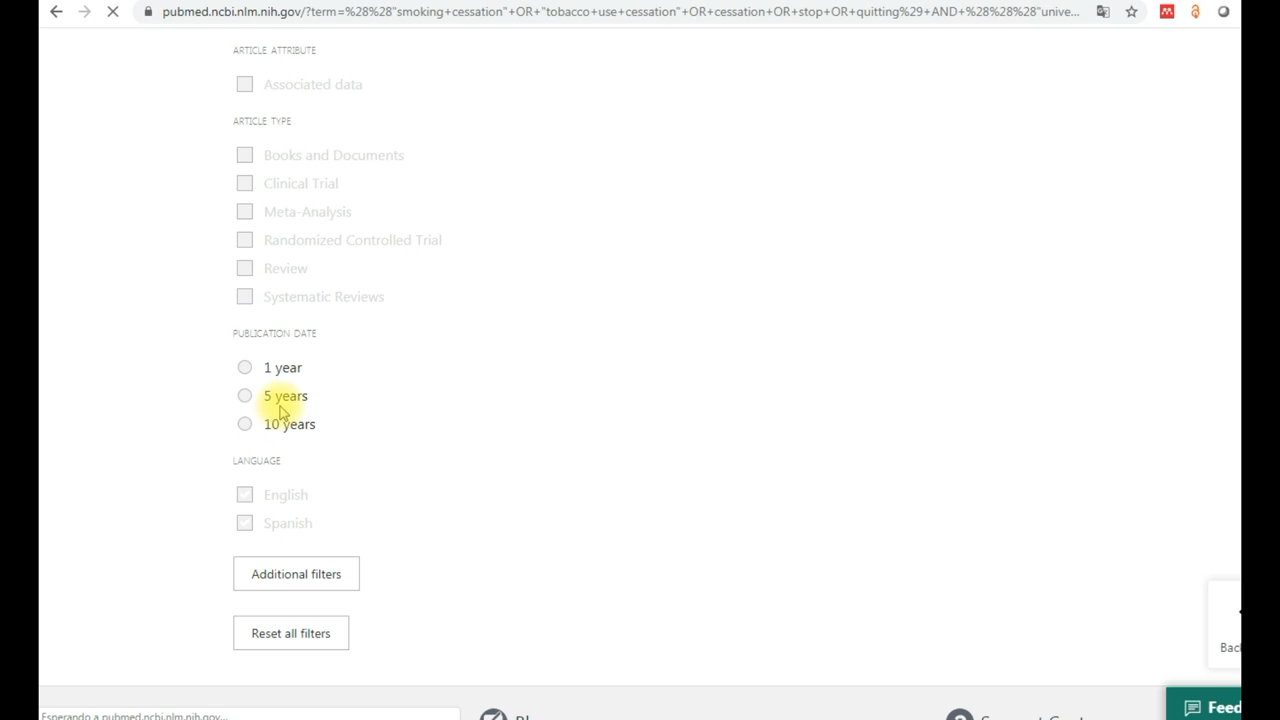 pubmed.ncbi.nlm.nih.gov/?term=%28%28"smoking+cessation"+OR+"tobacco+use+cessation"+OR+cessation+OR+stop+OR+quitting%29+AND+%28%28%28"unive...
ARTICLE ATTRIBUTE
Associated data
ARTICLE TYPE
Books and Documents
Clinical Trial
Meta-Analysis
Randomized Controlled Trial
Review
Systematic Reviews
PUBLICATION DATE
1 year
5 years
10 years
LANGUAGE
English
Spanish
Additional filters
Reset all filters
Bac
Feed
Esperando a pubmed.ncbi.nlm.nih.gov...